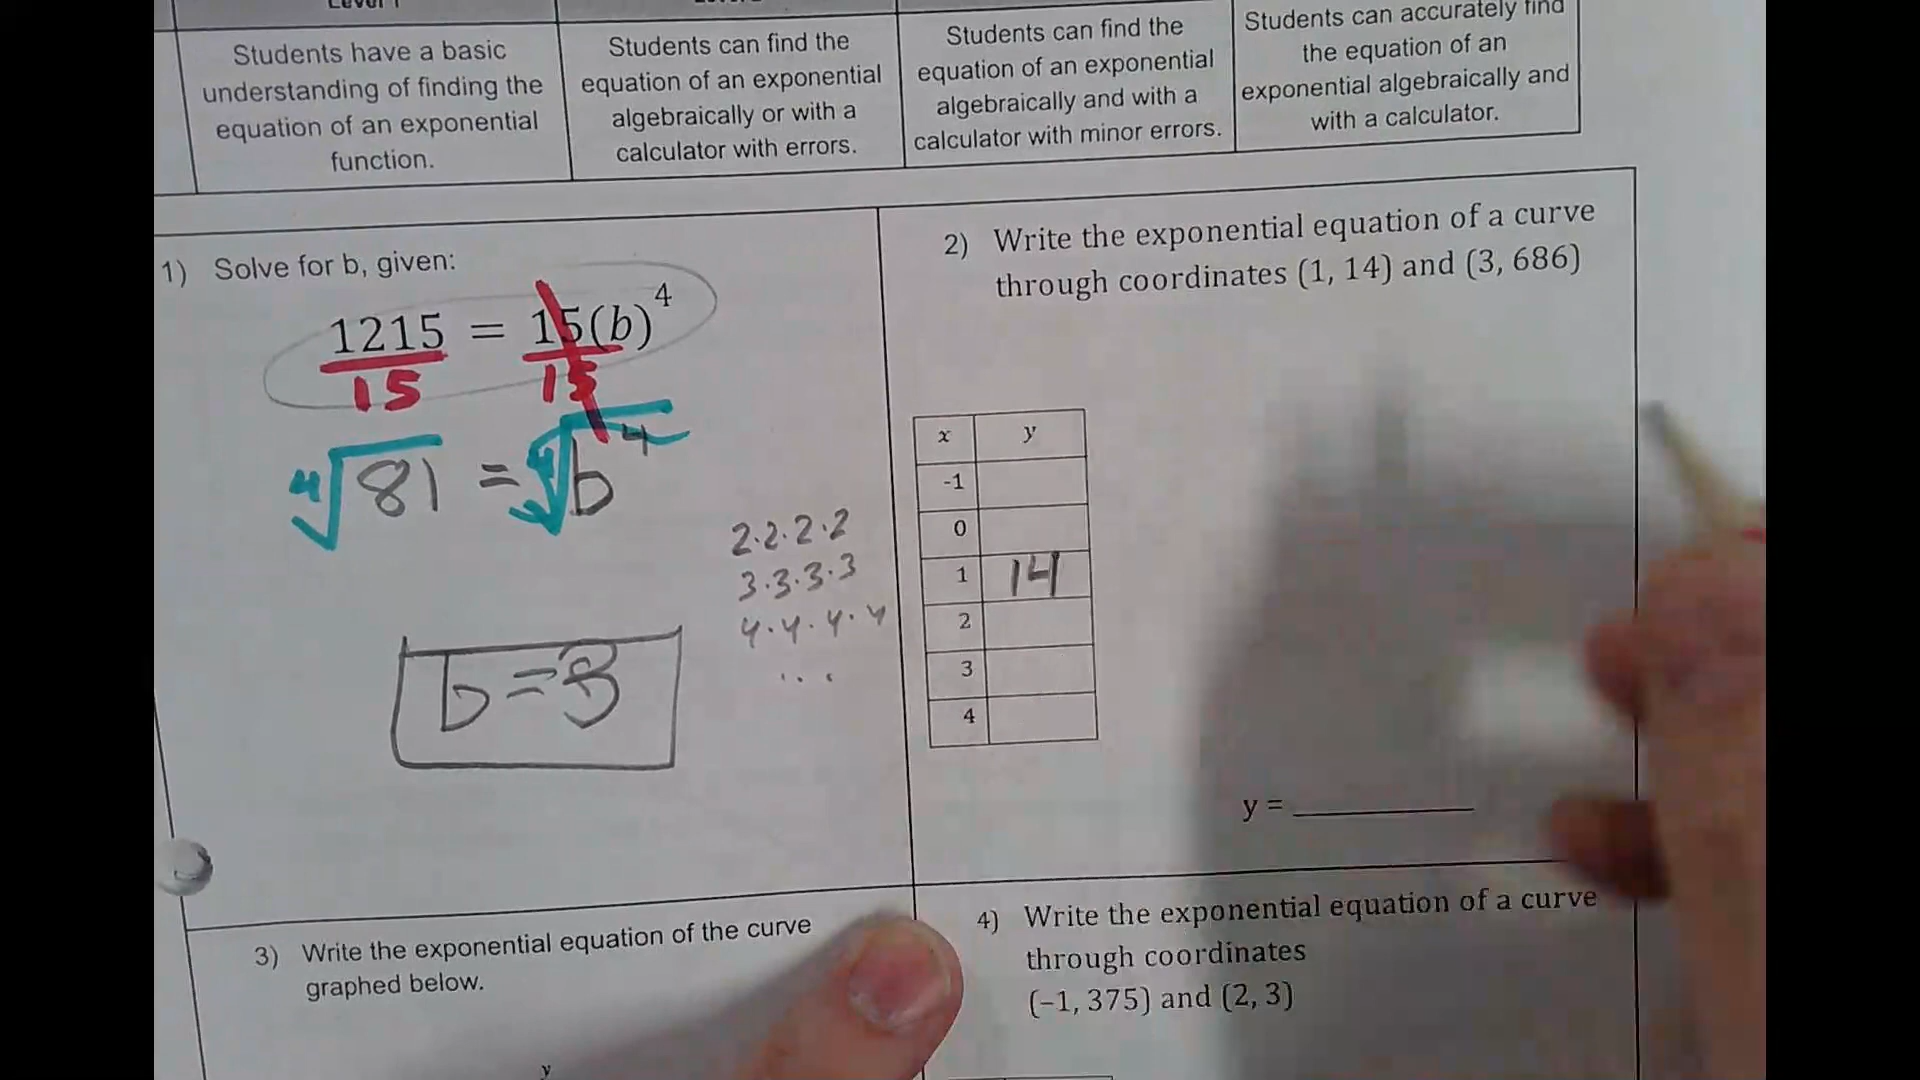 Students have a basic
understanding of finding the
equation of an exponential
function.
Students can find the
equation of an exponential
algebraically or with a
calculator with errors.
Students can find the
equation of an exponential
algebraically and with a
calculator with minor errors.
Students can accurately find
the equation of an
exponential algebraically and
with a calculator.
1) Solve for b, given:
1215 = 15(b)^4
15 15
⁴√81 = ⁴√b^4
2·2·2·2
3·3·3·3
4·4·4·4
...
b=3
2) Write the exponential equation of a curve
through coordinates (1, 14) and (3, 686)
x y
-1
0
1 14
2
3
4
y = ______
3) Write the exponential equation of the curve
graphed below.
y
4) Write the exponential equation of a curve
through coordinates
(–1, 375) and (2, 3)